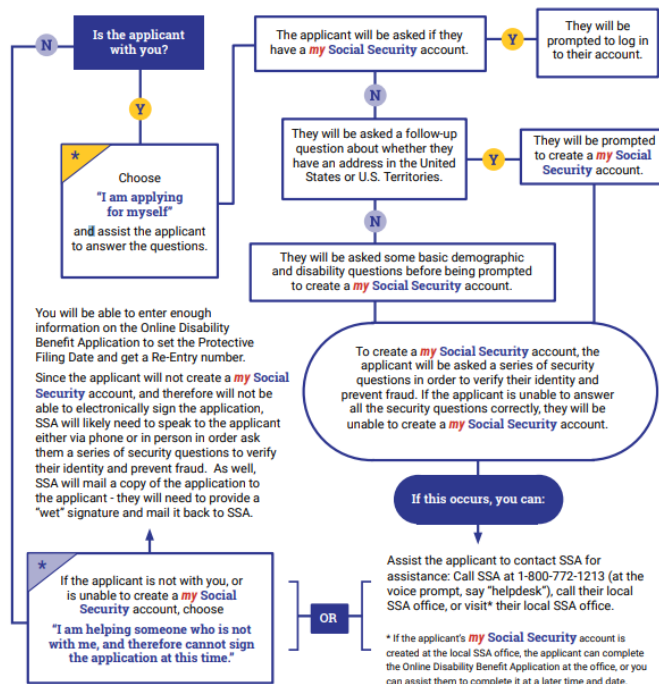 Is the applicant
with you?
N
Y
*
Choose
"I am applying
for myself"
and assist the applicant
to answer the questions.
The applicant will be asked if they
have a my Social Security account.
Y
They will be
prompted to log in
to their account.
N
They will be asked a follow-up
question about whether they
have an address in the United
States or U.S. Territories.
Y
They will be prompted
to create a my Social
Security account.
N
They will be asked some basic demographic
and disability questions before being prompted
to create a my Social Security account.
To create a my Social Security account, the
applicant will be asked a series of security
questions in order to verify their identity and
prevent fraud. If the applicant is unable to answer
all the security questions correctly, they will be
unable to create a my Social Security account.
If this occurs, you can:
Assist the applicant to contact SSA for
assistance: Call SSA at 1-800-772-1213 (at the
voice prompt, say "helpdesk"), call their local
SSA office, or visit* their local SSA office.
* If the applicant's my Social Security account is
created at the local SSA office, the applicant can complete
the Online Disability Benefit Application at the office, or you
can assist them to complete it at a later time and date.
OR
*
If the applicant is not with you, or
is unable to create a my Social
Security account, choose
"I am helping someone who is not
with me, and therefore cannot sign
the application at this time."
You will be able to enter enough
information on the Online Disability
Benefit Application to set the Protective
Filing Date and get a Re-Entry number.
Since the applicant will not create a my Social
Security account, and therefore will not be
able to electronically sign the application,
SSA will likely need to speak to the applicant
either via phone or in person in order ask
them a series of security questions to verify
their identity and prevent fraud. As well,
SSA will mail a copy of the application to
the applicant - they will need to provide a
"wet" signature and mail it back to SSA.